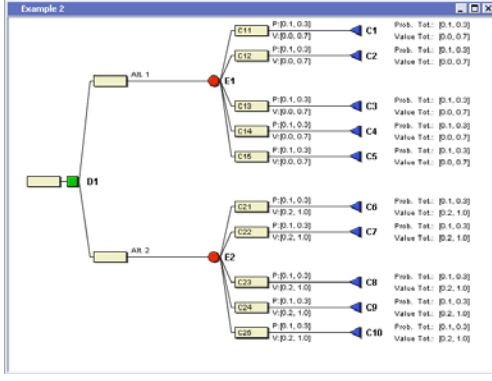 Example 2
C11 P:[0.1, 0.3] V:[0.0, 0.7] C1 Prob. Tot.: [0.1, 0.3] Value Tot.: [0.0, 0.7]
C12 P:[0.1, 0.3] V:[0.0, 0.7] C2 Prob. Tot.: [0.1, 0.3] Value Tot.: [0.0, 0.7]
Alt. 1
E1
C13 P:[0.1, 0.3] V:[0.0, 0.7] C3 Prob. Tot.: [0.1, 0.3] Value Tot.: [0.0, 0.7]
C14 P:[0.1, 0.3] V:[0.0, 0.7] C4 Prob. Tot.: [0.1, 0.3] Value Tot.: [0.0, 0.7]
C15 P:[0.1, 0.3] V:[0.0, 0.7] C5 Prob. Tot.: [0.1, 0.3] Value Tot.: [0.0, 0.7]
D1
C21 P:[0.1, 0.3] V:[0.2, 1.0] C6 Prob. Tot.: [0.1, 0.3] Value Tot.: [0.2, 1.0]
C22 P:[0.1, 0.3] V:[0.2, 1.0] C7 Prob. Tot.: [0.1, 0.3] Value Tot.: [0.2, 1.0]
Alt. 2
E2
C23 P:[0.1, 0.3] V:[0.2, 1.0] C8 Prob. Tot.: [0.1, 0.3] Value Tot.: [0.2, 1.0]
C24 P:[0.1, 0.3] V:[0.2, 1.0] C9 Prob. Tot.: [0.1, 0.3] Value Tot.: [0.2, 1.0]
C25 P:[0.1, 0.3] V:[0.2, 1.0] C10 Prob. Tot.: [0.1, 0.3] Value Tot.: [0.2, 1.0]